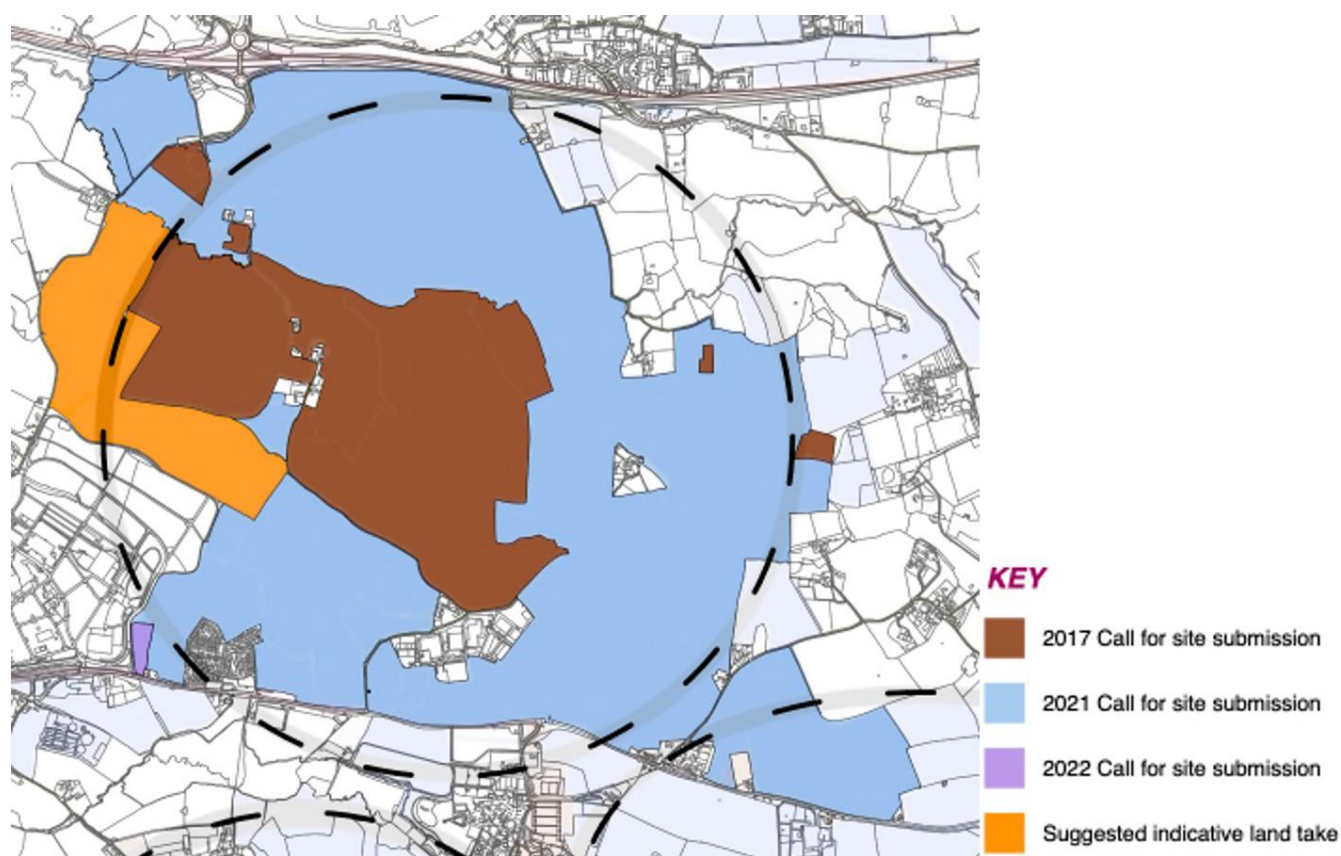 KEY
2017 Call for site submission
2021 Call for site submission
2022 Call for site submission
Suggested indicative land take